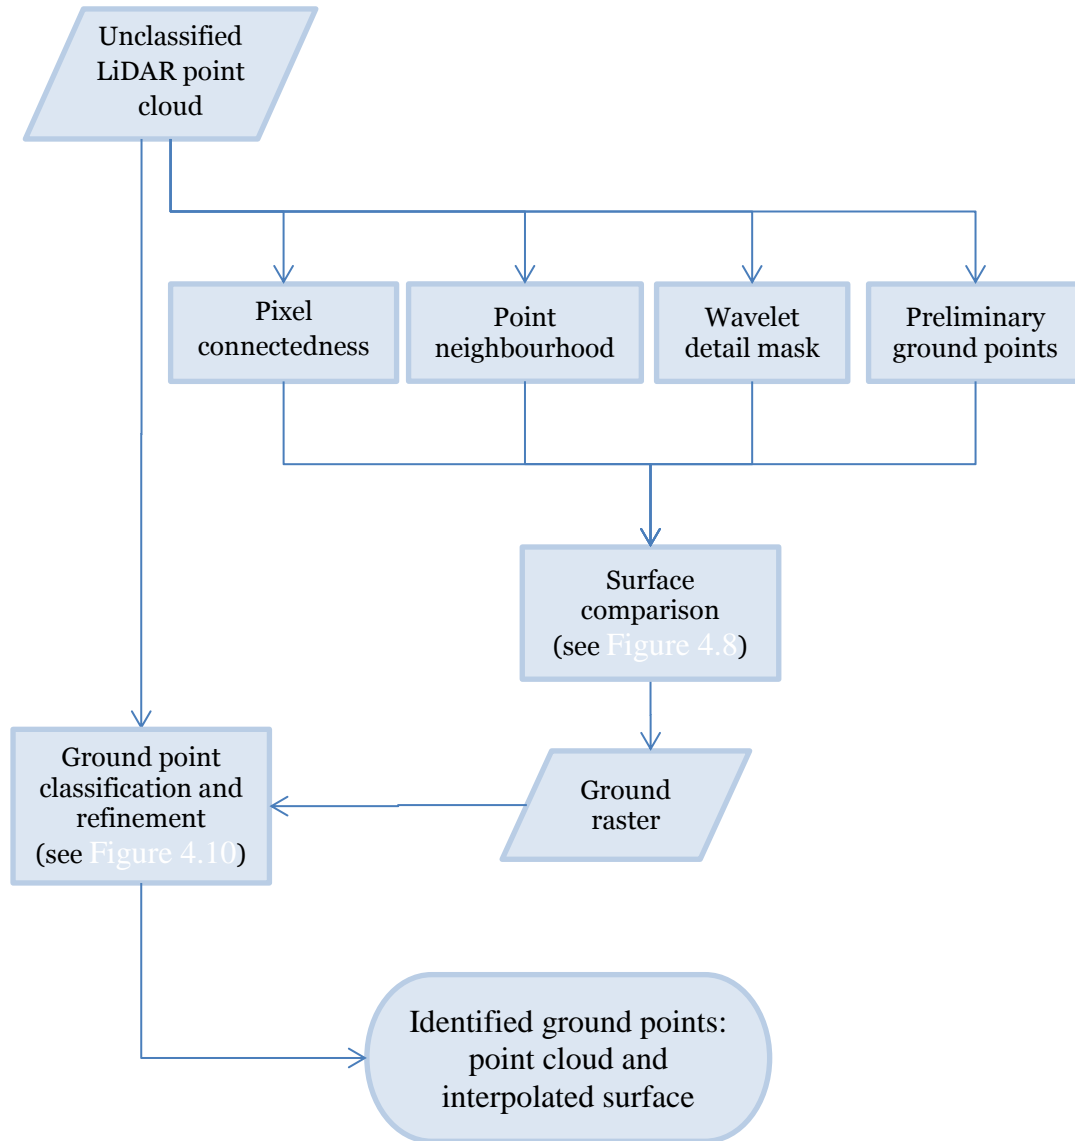 Unclassified
LiDAR point
cloud
Pixel
connectedness
Point
neighbourhood
Wavelet
detail mask
Preliminary
ground points
Surface
comparison
(see Figure 4.8)
Ground point
classification and
refinement
(see Figure 4.10)
Ground
raster
Identified ground points:
point cloud and
interpolated surface